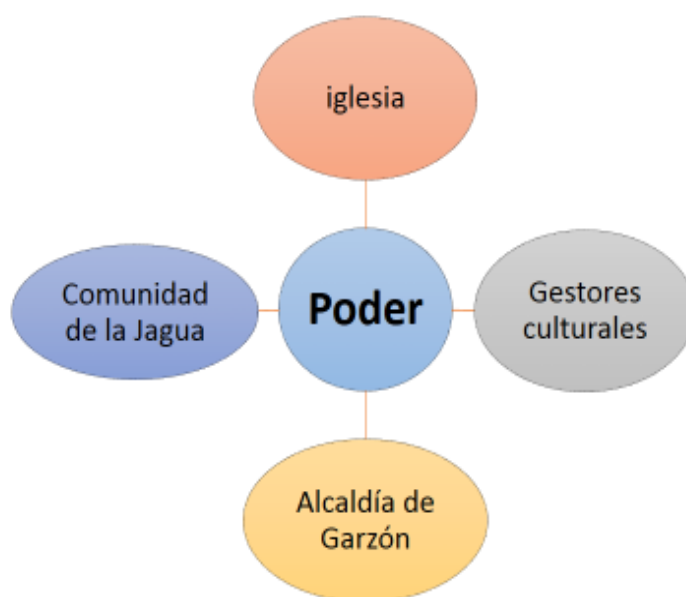 iglesia
Comunidad
de la Jagua
Poder
Gestores
culturales
Alcaldía de
Garzón